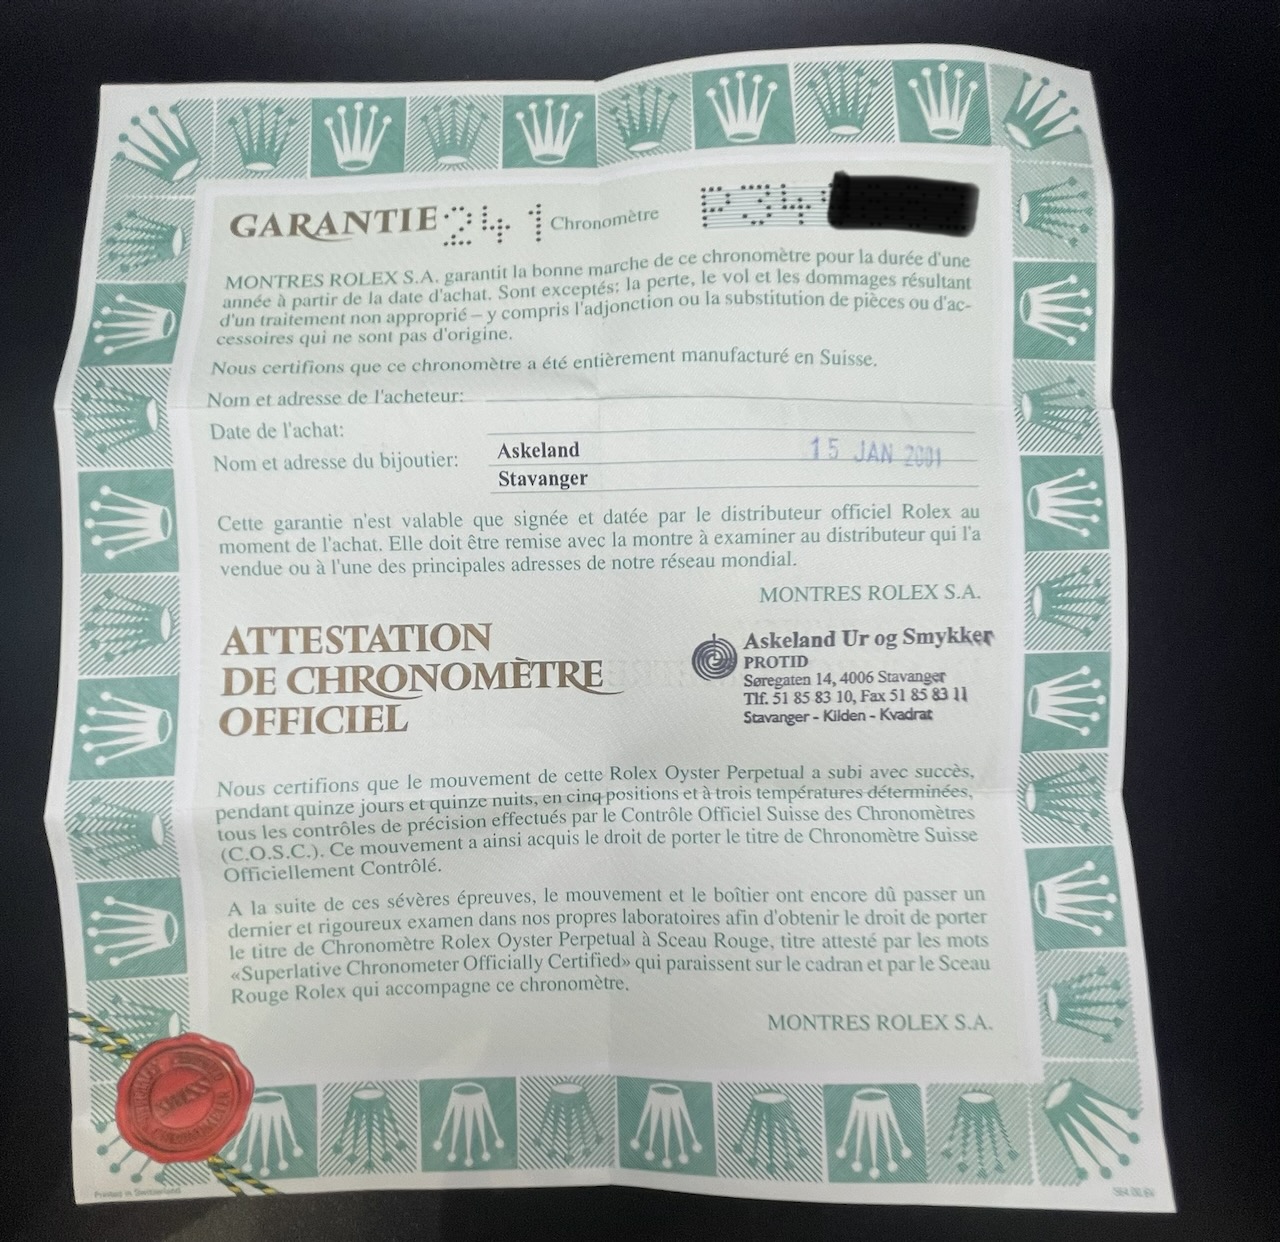 GARANTIE 241 Chronomètre P34
MONTRES ROLEX S.A. garantit la bonne marche de ce chronomètre pour la durée d'une
année à partir de la date d'achat. Sont exceptés: la perte, le vol et les dommages résultant
d'un traitement non approprié – y compris l'adjonction ou la substitution de pièces ou d'ac-
cessoires qui ne sont pas d'origine.
Nous certifions que ce chronomètre a été entièrement manufacturé en Suisse.
Nom et adresse de l'acheteur:
Date de l'achat:
Nom et adresse du bijoutier: Askeland 15 JAN 2001
Stavanger
Cette garantie n'est valable que signée et datée par le distributeur officiel Rolex au
moment de l'achat. Elle doit être remise avec la montre à examiner au distributeur qui l'a
vendue ou à l'une des principales adresses de notre réseau mondial.
MONTRES ROLEX S.A.
ATTESTATION
DE CHRONOMÈTRE
OFFICIEL
Askeland Ur og Smykker
PROTID
Søregaten 14, 4006 Stavanger
Tlf. 51 85 83 10, Fax 51 85 83 11
Stavanger - Kilden - Kvadrat
Nous certifions que le mouvement de cette Rolex Oyster Perpetual a subi avec succès,
pendant quinze jours et quinze nuits, en cinq positions et à trois températures déterminées,
tous les contrôles de précision effectués par le Contrôle Officiel Suisse des Chronomètres
(C.O.S.C.). Ce mouvement a ainsi acquis le droit de porter le titre de Chronomètre Suisse
Officiellement Contrôlé.
A la suite de ces sévères épreuves, le mouvement et le boîtier ont encore dû passer un
dernier et rigoureux examen dans nos propres laboratoires afin d'obtenir le droit de porter
le titre de Chronomètre Rolex Oyster Perpetual à Sceau Rouge, titre attesté par les mots
«Superlative Chronometer Officially Certified» qui paraissent sur le cadran et par le Sceau
Rouge Rolex qui accompagne ce chronomètre.
MONTRES ROLEX S.A.
SWISS
Printed in Switzerland